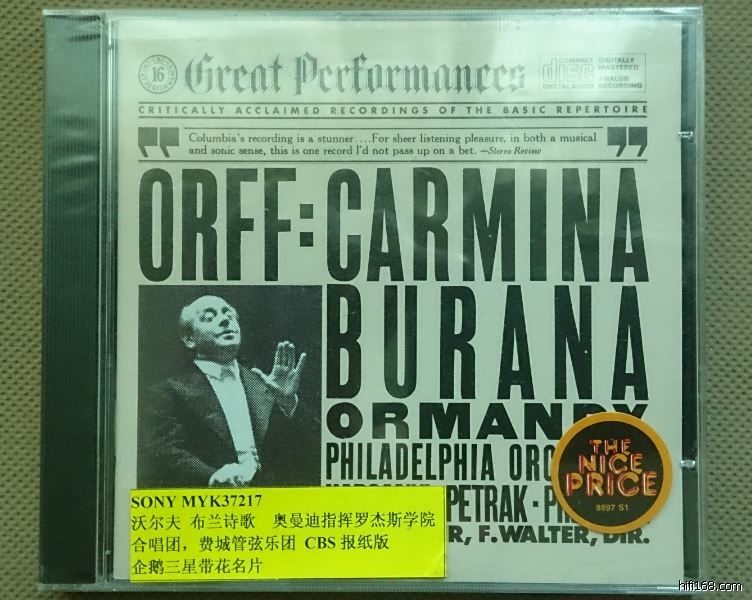 16 Great Performances
COMPACT disc DIGITAL AUDIO
DIGITALLY MASTERED ANALOG RECORDING
CRITICALLY ACCLAIMED RECORDINGS OF THE BASIC REPERTOIRE
Columbia's recording is a stunner....For sheer listening pleasure, in both a musical
and sonic sense, this is one record I'd not pass up on a bet. —Stereo Review
ORFF: CARMINA
BURANA
ORMANDY
PHILADELPHIA
PETRAK ·
R, F. WALTER, DIR.
THE
NICE
PRICE
8897 S1
SONY MYK37217
沃尔夫 布兰诗歌 奥曼迪指挥罗杰斯学院
合唱团，费城管弦乐团 CBS 报纸版
企鹅三星带花名片
hifi168.com